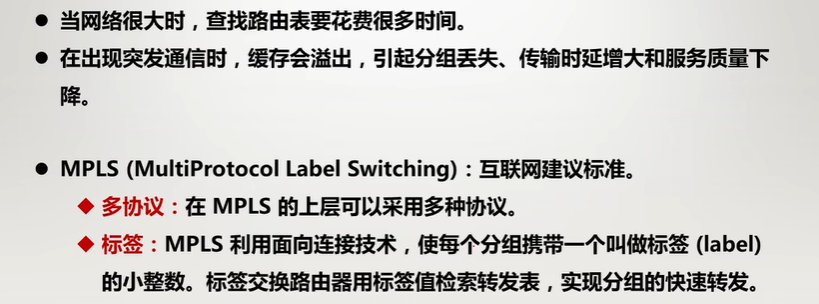 ● 当网络很大时，查找路由表要花费很多时间。
● 在出现突发通信时，缓存会溢出，引起分组丢失、传输时延增大和服务质量下
降。
● MPLS (MultiProtocol Label Switching)：互联网建议标准。
◆ 多协议：在 MPLS 的上层可以采用多种协议。
◆ 标签：MPLS 利用面向连接技术，使每个分组携带一个叫做标签 (label)
的小整数。标签交换路由器用标签值检索转发表，实现分组的快速转发。